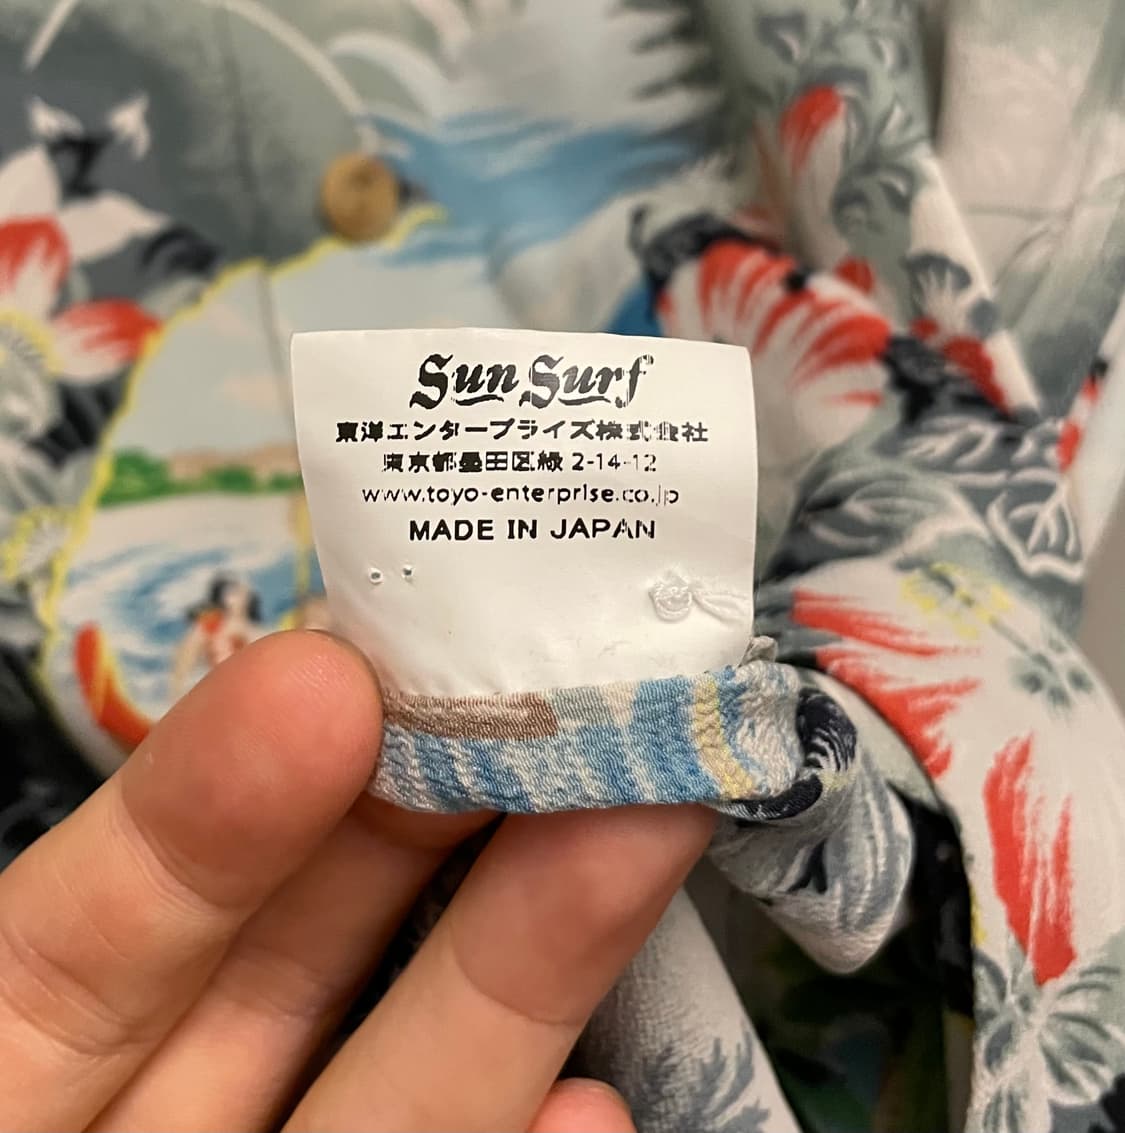 Sun Surf
東洋エンタープライズ株式会社
東京都墨田区緑 2-14-12
www.toyo-enterprise.co.jp
MADE IN JAPAN